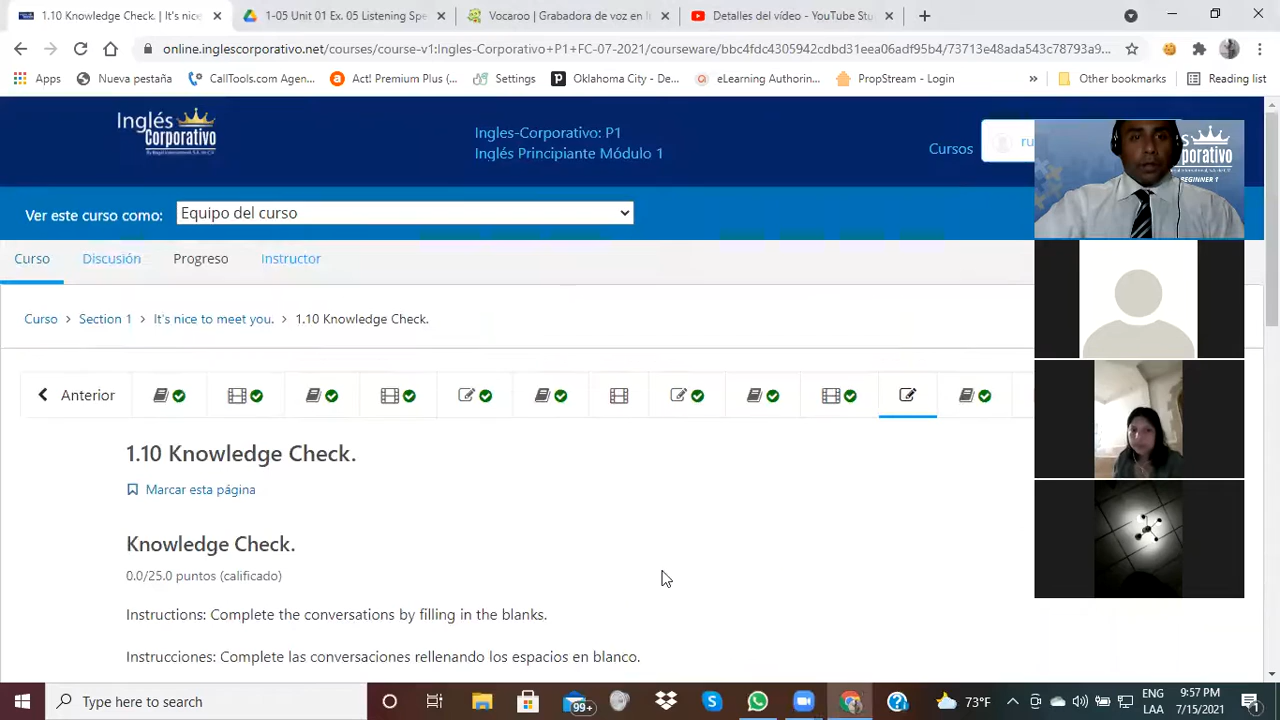 1.10 Knowledge Check. | It's nice
1-05 Unit 01 Ex. 05 Listening Sp
Vocaroo | Grabadora de voz en l
Detalles del vídeo - YouTube Stu
online.inglescorporativo.net/courses/course-v1:Ingles-Corporativo+P1+FC-07-2021/courseware/bbc4fdc4305942cdbd31eea06adf95b4/73713e48ada543c78793a9...
Apps
Nueva pestaña
CallTools.com Agen...
Act! Premium Plus (...
Settings
Oklahoma City - De...
eLearning Authorin...
PropStream - Login
»
Other bookmarks
Reading list
Inglés
Corporativo
Ingles-Corporativo: P1
Inglés Principiante Módulo 1
Cursos
ru
porativo
BEGINNER 1
Ver este curso como:
Equipo del curso
Curso
Discusión
Progreso
Instructor
Curso > Section 1 > It's nice to meet you. > 1.10 Knowledge Check.
Anterior
1.10 Knowledge Check.
Marcar esta página
Knowledge Check.
0.0/25.0 puntos (calificado)
Instructions: Complete the conversations by filling in the blanks.
Instrucciones: Complete las conversaciones rellenando los espacios en blanco.
Type here to search
99+
73°F
ENG
LAA
9:57 PM
7/15/2021
1